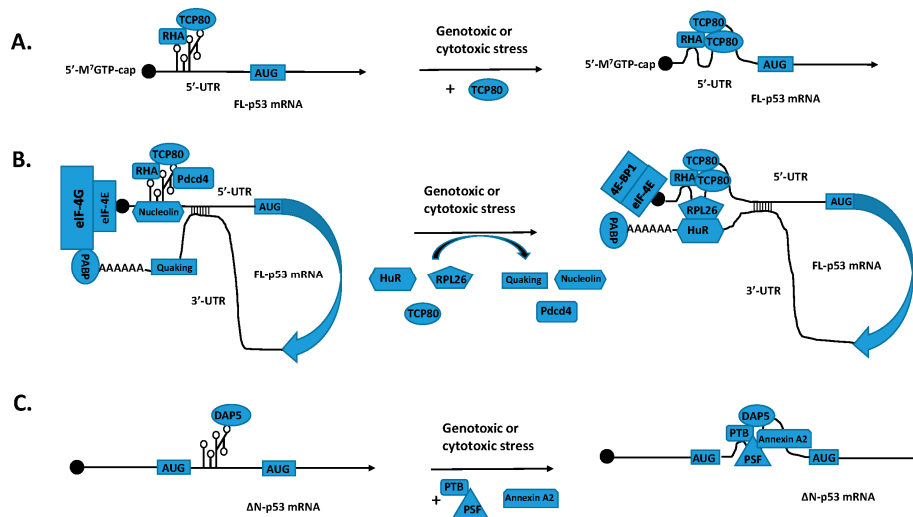 A.
TCP80
RHA
5′-M⁷GTP-cap
AUG
5′-UTR
FL-p53 mRNA
Genotoxic or
cytotoxic stress
+ TCP80
TCP80
RHA
TCP80
5′-M⁷GTP-cap
AUG
5′-UTR
FL-p53 mRNA
B.
eIF-4G
eIF-4E
PABP
TCP80
RHA
Pdcd4
5′-UTR
Nucleolin
AUG
AAAAAA
Quaking
FL-p53 mRNA
3′-UTR
Genotoxic or
cytotoxic stress
HuR
RPL26
Quaking
Nucleolin
TCP80
Pdcd4
4E-BP1
eIF-4E
TCP80
RHA
TCP80
5′-UTR
AUG
RPL26
PABP
AAAAAA
HuR
FL-p53 mRNA
3′-UTR
C.
DAP5
AUG
AUG
ΔN-p53 mRNA
Genotoxic or
cytotoxic stress
+
PTB
PSF
Annexin A2
DAP5
PTB
Annexin A2
AUG
PSF
AUG
ΔN-p53 mRNA